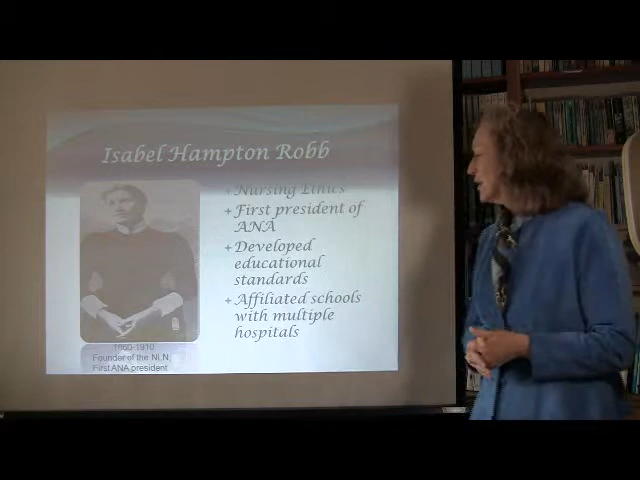 Isabel Hampton Robb
+ Nursing Ethics
+ First president of
ANA
+ Developed
educational
standards
+ Affiliated schools
with multiple
hospitals
1860-1910
Founder of the NLN,
First ANA president